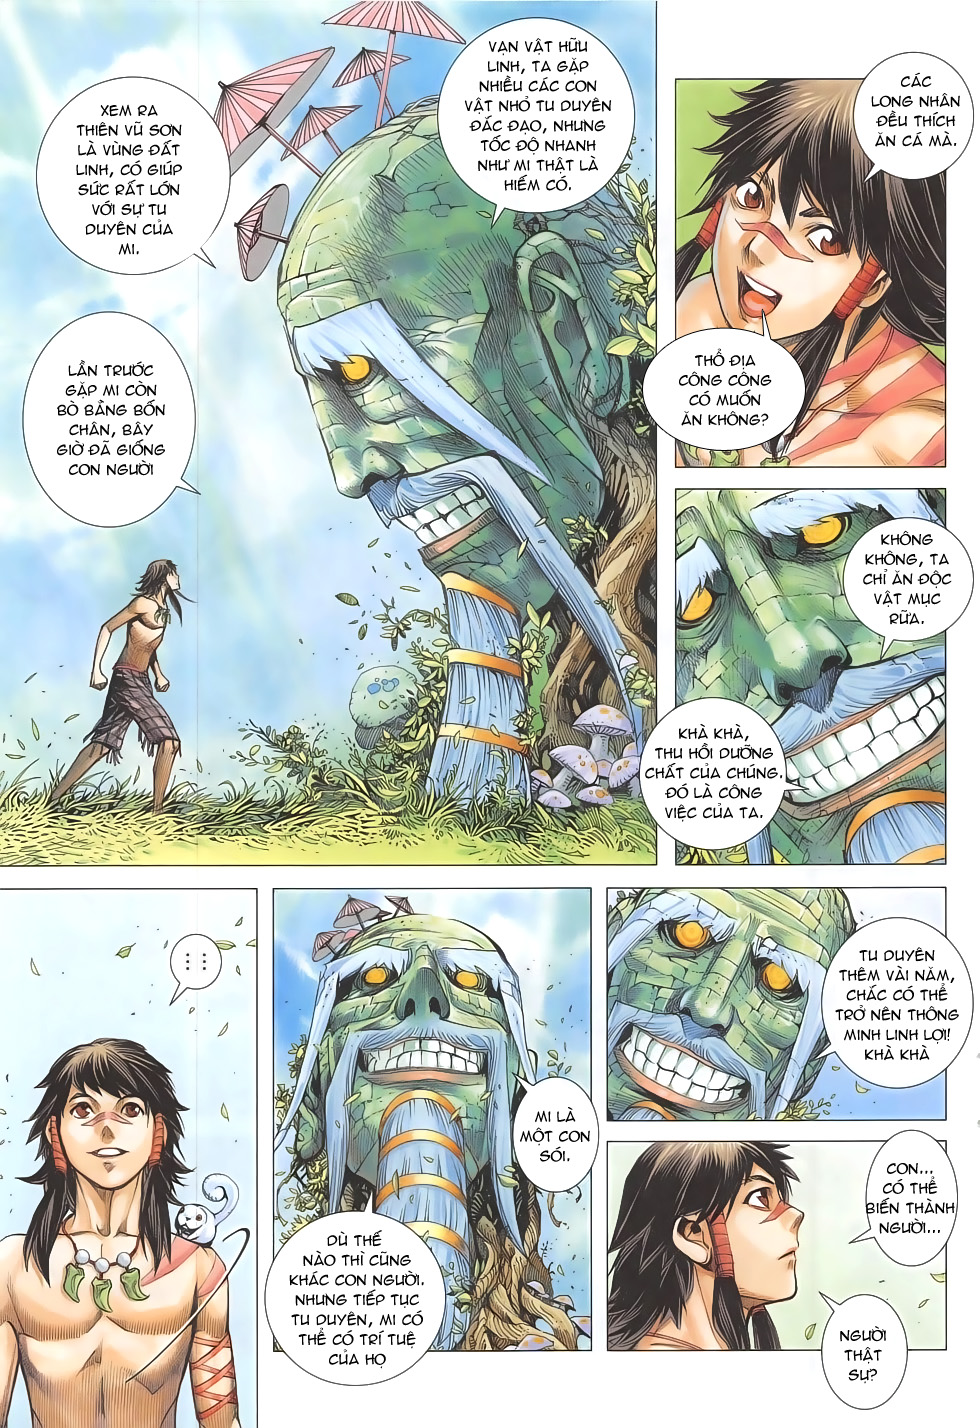 CÁC
LONG NHÂN
ĐỀU THÍCH
ĂN CÁ MÀ.
THỔ ĐỊA
CÔNG CÔNG
CÓ MUỐN
ĂN KHÔNG?
KHÔNG
KHÔNG, TA
CHỈ ĂN ĐỘC
VẬT MỤC
RỮA.
KHÀ KHÀ,
THU HỒI DƯỠNG
CHẤT CỦA CHÚNG.
ĐÓ LÀ CÔNG
VIỆC CỦA TA.
VẠN VẬT HỮU
LINH, TA GẶP
NHIỀU CÁC CON
VẬT NHỎ TU DUYÊN
ĐẮC ĐẠO, NHƯNG
TỐC ĐỘ NHANH
NHƯ MI THẬT LÀ
HIẾM CÓ.
XEM RA
THIÊN VŨ SƠN
LÀ VÙNG ĐẤT
LINH, CÓ GIÚP
SỨC RẤT LỚN
VỚI SỰ TU
DUYÊN CỦA
MI.
LẦN TRƯỚC
GẶP MI CÒN
BÒ BẰNG BỐN
CHÂN, BÂY
GIỜ ĐÃ GIỐNG
CON NGƯỜI
TU DUYÊN
THÊM VÀI NĂM,
CHẮC CÓ THỂ
TRỞ NÊN THÔNG
MINH LINH LỢI!
KHÀ KHÀ
CON...
CÓ THỂ
BIẾN THÀNH
NGƯỜI...
NGƯỜI
THẬT
SỰ?
MI LÀ
MỘT CON
SÓI.
DÙ THẾ
NÀO THÌ CŨNG
KHÁC CON NGƯỜI.
NHƯNG TIẾP TỤC
TU DUYÊN, MI CÓ
THỂ CÓ TRÍ TUỆ
CỦA HỌ
⋮ ⋮